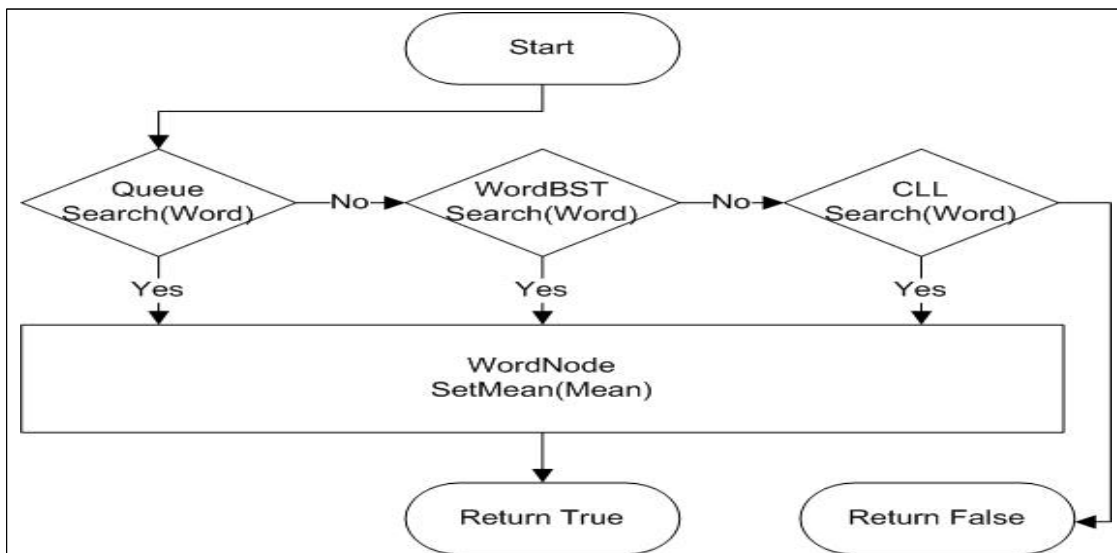 Start
Queue
Search(Word)
No
WordBST
Search(Word)
No
CLL
Search(Word)
Yes
Yes
Yes
WordNode
SetMean(Mean)
Return True
Return False